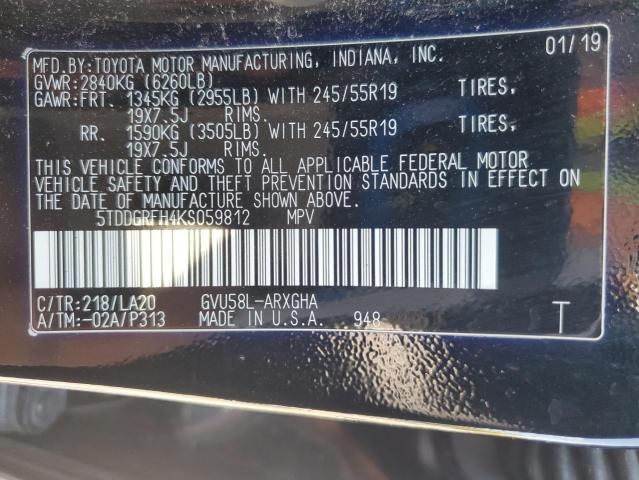 MFD.BY:TOYOTA MOTOR MANUFACTURING, INDIANA, INC. 01/19
GVWR:2840KG (6260LB)
GAWR:FRT. 1345KG (2955LB) WITH 245/55R19 TIRES,
19X7.5J RIMS.
RR. 1590KG (3505LB) WITH 245/55R19 TIRES,
19X7.5J RIMS.
THIS VEHICLE CONFORMS TO ALL APPLICABLE FEDERAL MOTOR
VEHICLE SAFETY AND THEFT PREVENTION STANDARDS IN EFFECT ON
THE DATE OF MANUFACTURE SHOWN ABOVE.
5TDDGRFH4KS059812 MPV
C/TR:218/LA20 GVU58L-ARXGHA
A/TM:-02A/P313 MADE IN U.S.A. 948 T